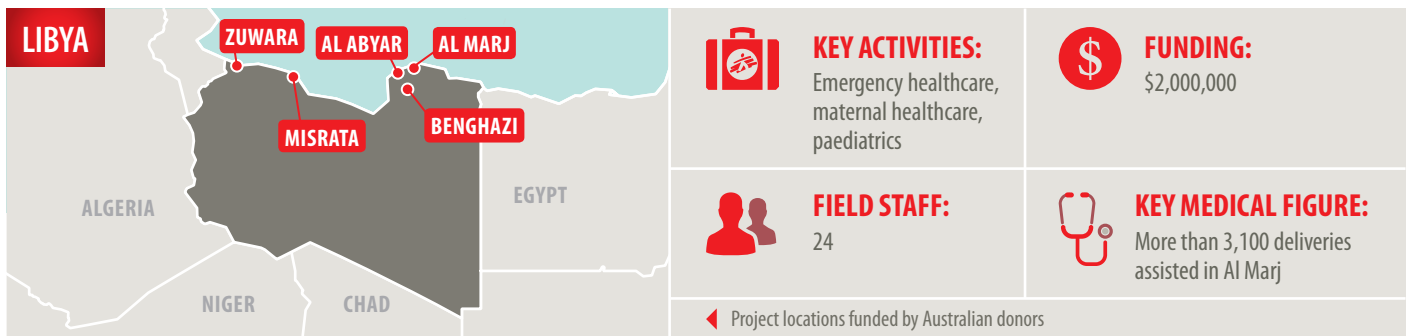 LIBYA
ZUWARA
AL ABYAR
AL MARJ
MISRATA
BENGHAZI
ALGERIA
EGYPT
NIGER
CHAD
KEY ACTIVITIES:
Emergency healthcare,
maternal healthcare,
paediatrics
$
FUNDING:
$2,000,000
FIELD STAFF:
24
KEY MEDICAL FIGURE:
More than 3,100 deliveries
assisted in Al Marj
Project locations funded by Australian donors